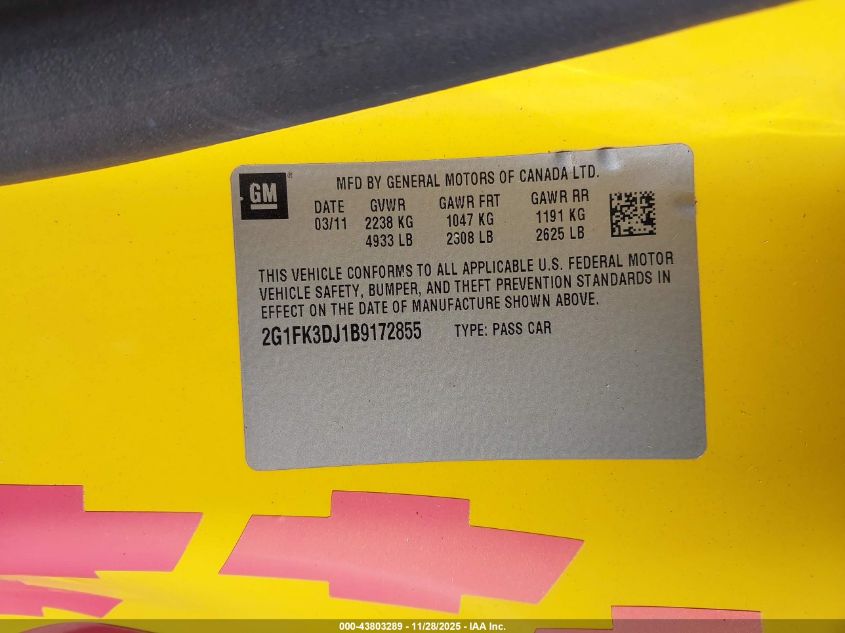 GM ® MFD BY GENERAL MOTORS OF CANADA LTD.
DATE GVWR GAWR FRT GAWR RR
03/11 2238 KG 1047 KG 1191 KG
4933 LB 2308 LB 2625 LB
THIS VEHICLE CONFORMS TO ALL APPLICABLE U.S. FEDERAL MOTOR
VEHICLE SAFETY, BUMPER, AND THEFT PREVENTION STANDARDS IN
EFFECT ON THE DATE OF MANUFACTURE SHOWN ABOVE.
2G1FK3DJ1B9172855 TYPE: PASS CAR
000-43803289 - 11/28/2025 - IAA Inc.